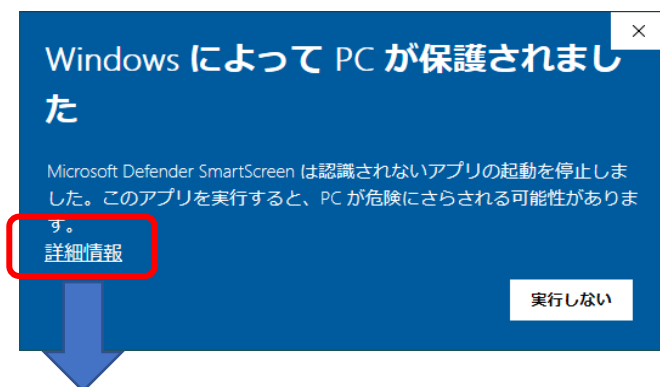 Windows によって PC が保護されまし
た
Microsoft Defender SmartScreen は認識されないアプリの起動を停止しま
した。このアプリを実行すると、PC が危険にさらされる可能性がありま
す。
詳細情報
実行しない